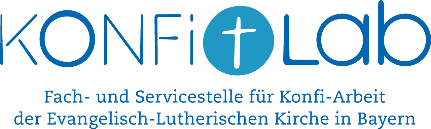 KONFi Lab
Fach- und Servicestelle für Konfi-Arbeit
der Evangelisch-Lutherischen Kirche in Bayern